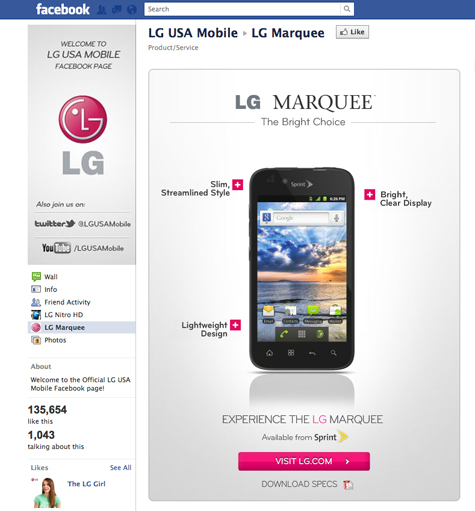 facebook
Search
WELCOME TO
LG USA MOBILE
FACEBOOK PAGE
LG
Also join us on:
twitter @LGUSAMobile
YouTube /LGUSAMobile
Wall
Info
Friend Activity
LG Nitro HD
LG Marquee
Photos
About
Welcome to the Official LG USA
Mobile Facebook page!
135,654
like this
1,043
talking about this
Likes
See All
The LG Girl
LG USA Mobile ▸ LG Marquee
Like
Product/Service
LG MARQUEE™
The Bright Choice
Slim,
Streamlined Style
Bright,
Clear Display
Sprint
Google
Lightweight
Design
EXPERIENCE THE LG MARQUEE
Available from Sprint
VISIT LG.COM
DOWNLOAD SPECS